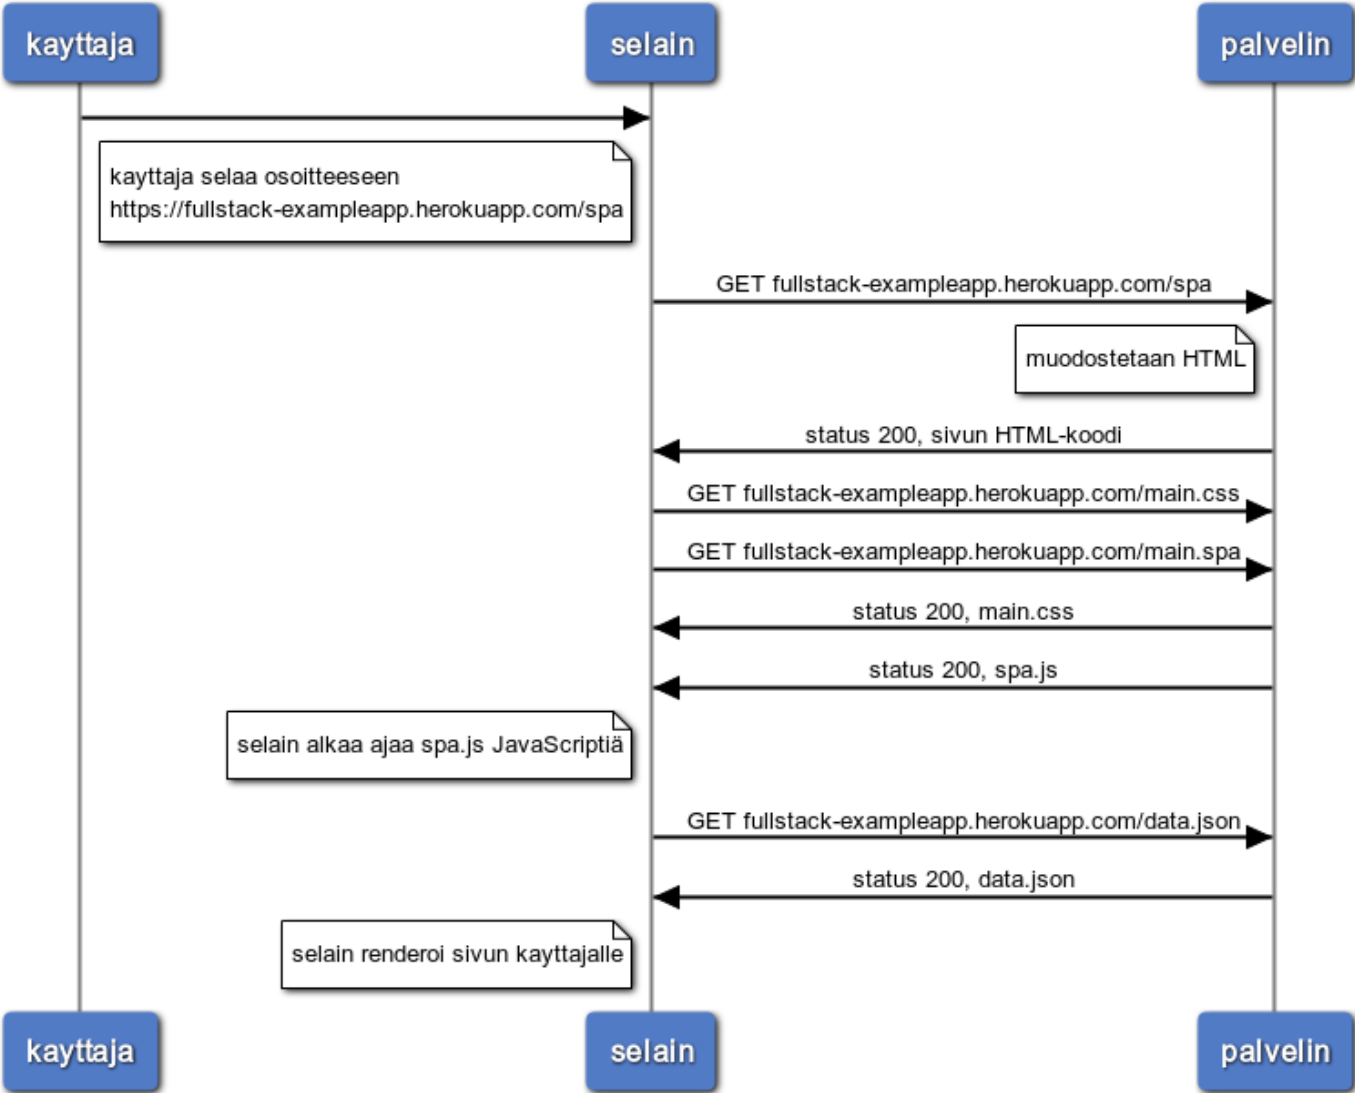 kayttaja
selain
palvelin
kayttaja selaa osoitteeseen
https://fullstack-exampleapp.herokuapp.com/spa
GET fullstack-exampleapp.herokuapp.com/spa
muodostetaan HTML
status 200, sivun HTML-koodi
GET fullstack-exampleapp.herokuapp.com/main.css
GET fullstack-exampleapp.herokuapp.com/main.spa
status 200, main.css
status 200, spa.js
selain alkaa ajaa spa.js JavaScriptiä
GET fullstack-exampleapp.herokuapp.com/data.json
status 200, data.json
selain renderoi sivun kayttajalle
kayttaja
selain
palvelin